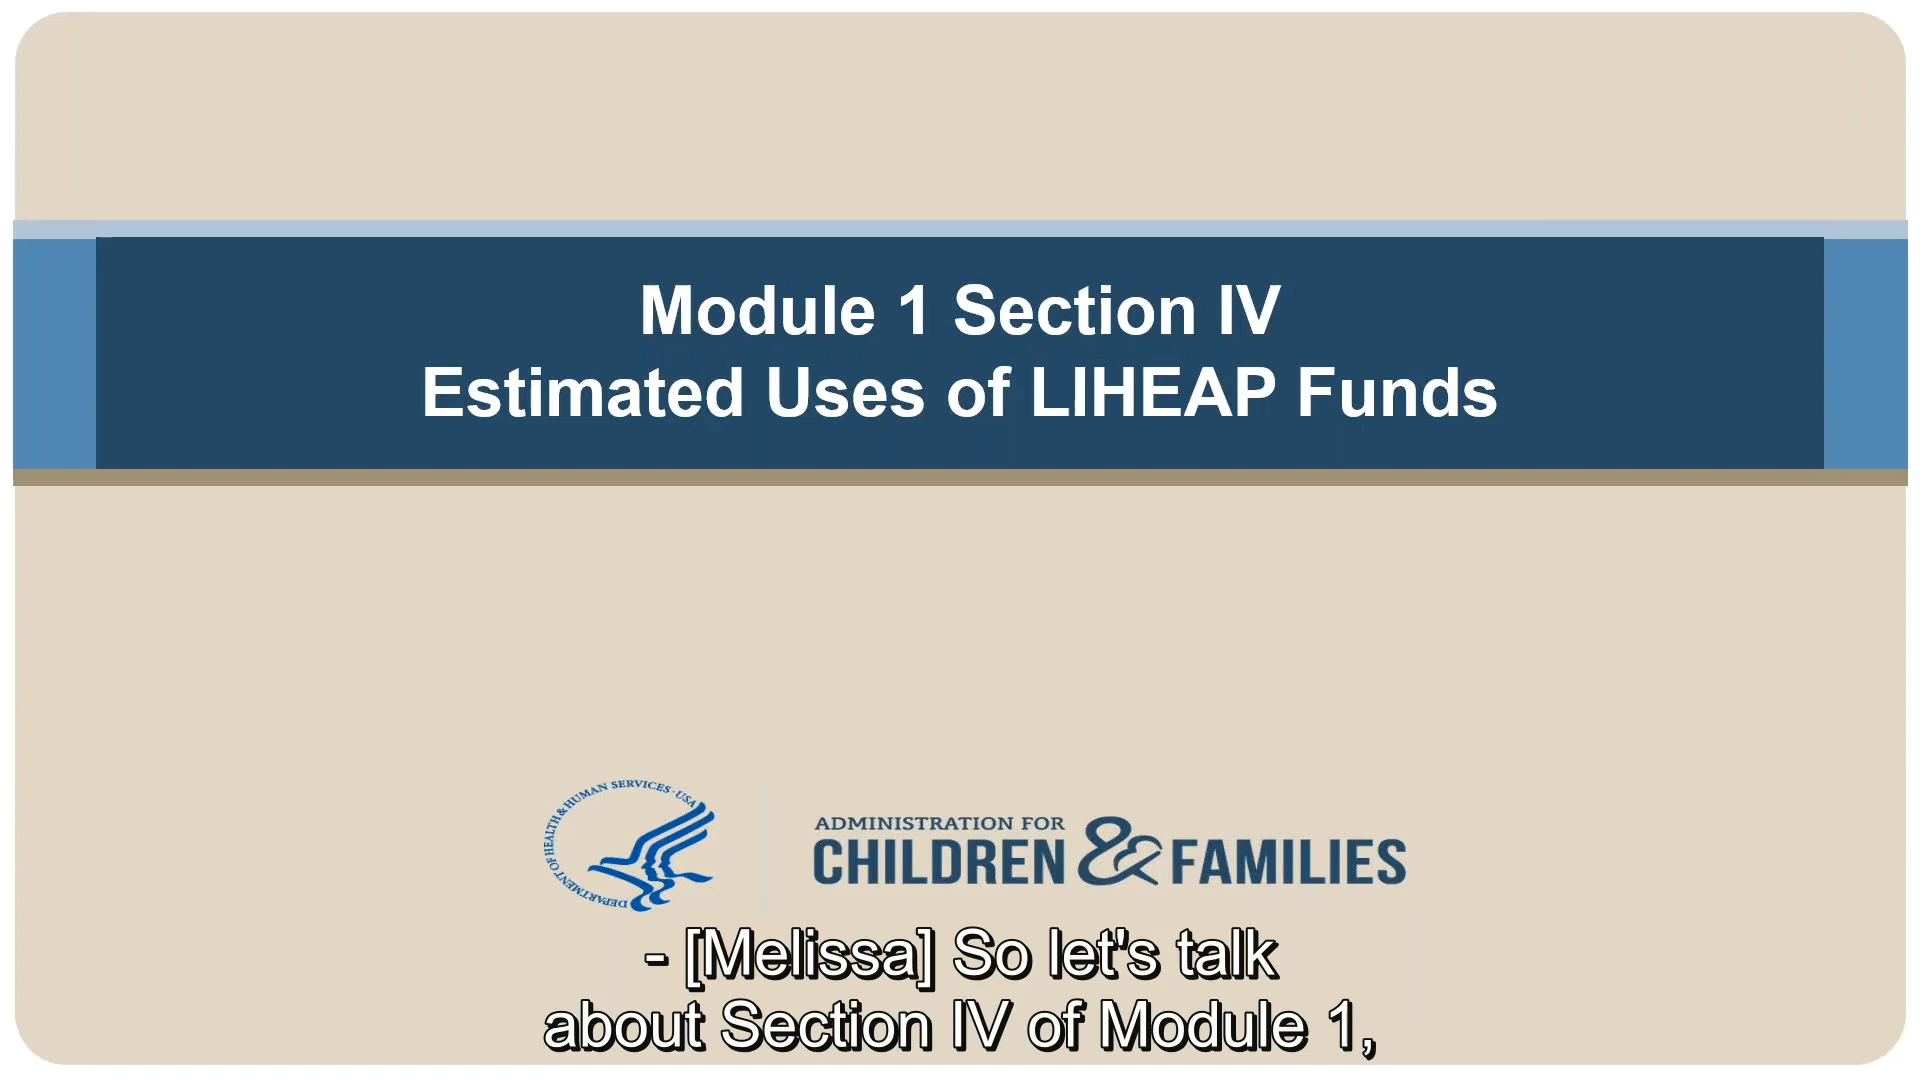 Module 1 Section IV
Estimated Uses of LIHEAP Funds
DEPARTMENT OF HEALTH & HUMAN SERVICES · USA
ADMINISTRATION FOR
CHILDREN & FAMILIES
- [Melissa] So let's talk
about Section IV of Module 1,